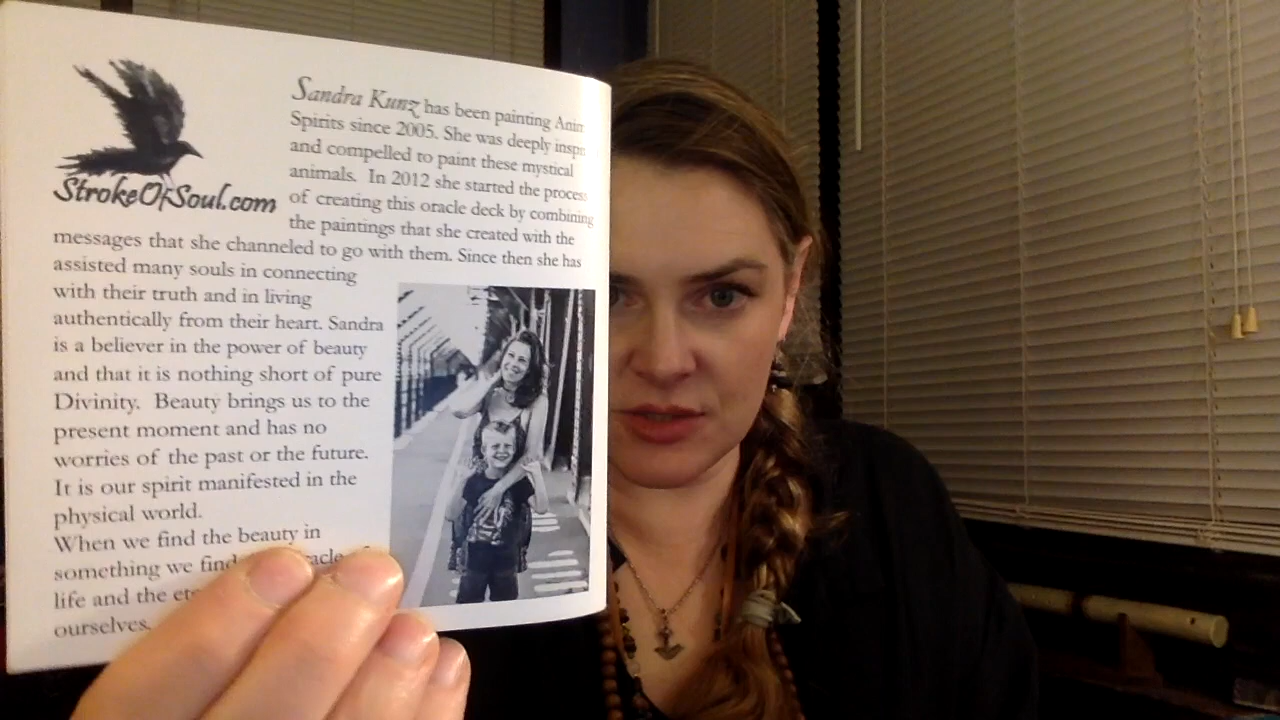 StrokeOfSoul.com
Sandra Kunz has been painting
Spirits since 2005. She was deeply
and compelled to paint these mystical
animals. In 2012 she started the
of creating this oracle deck by combining
the paintings that she created with the
messages that she channeled to go with them. Since then she has
assisted many souls in connecting
with their truth and in living
authentically from their heart. Sandra
is a believer in the power of beauty
and that it is nothing short of pure
Divinity. Beauty brings us to the
present moment and has no
worries of the past or the future.
It is our spirit manifested in the
physical world.
When we find the beauty in
something we find
life and the
ourselves.